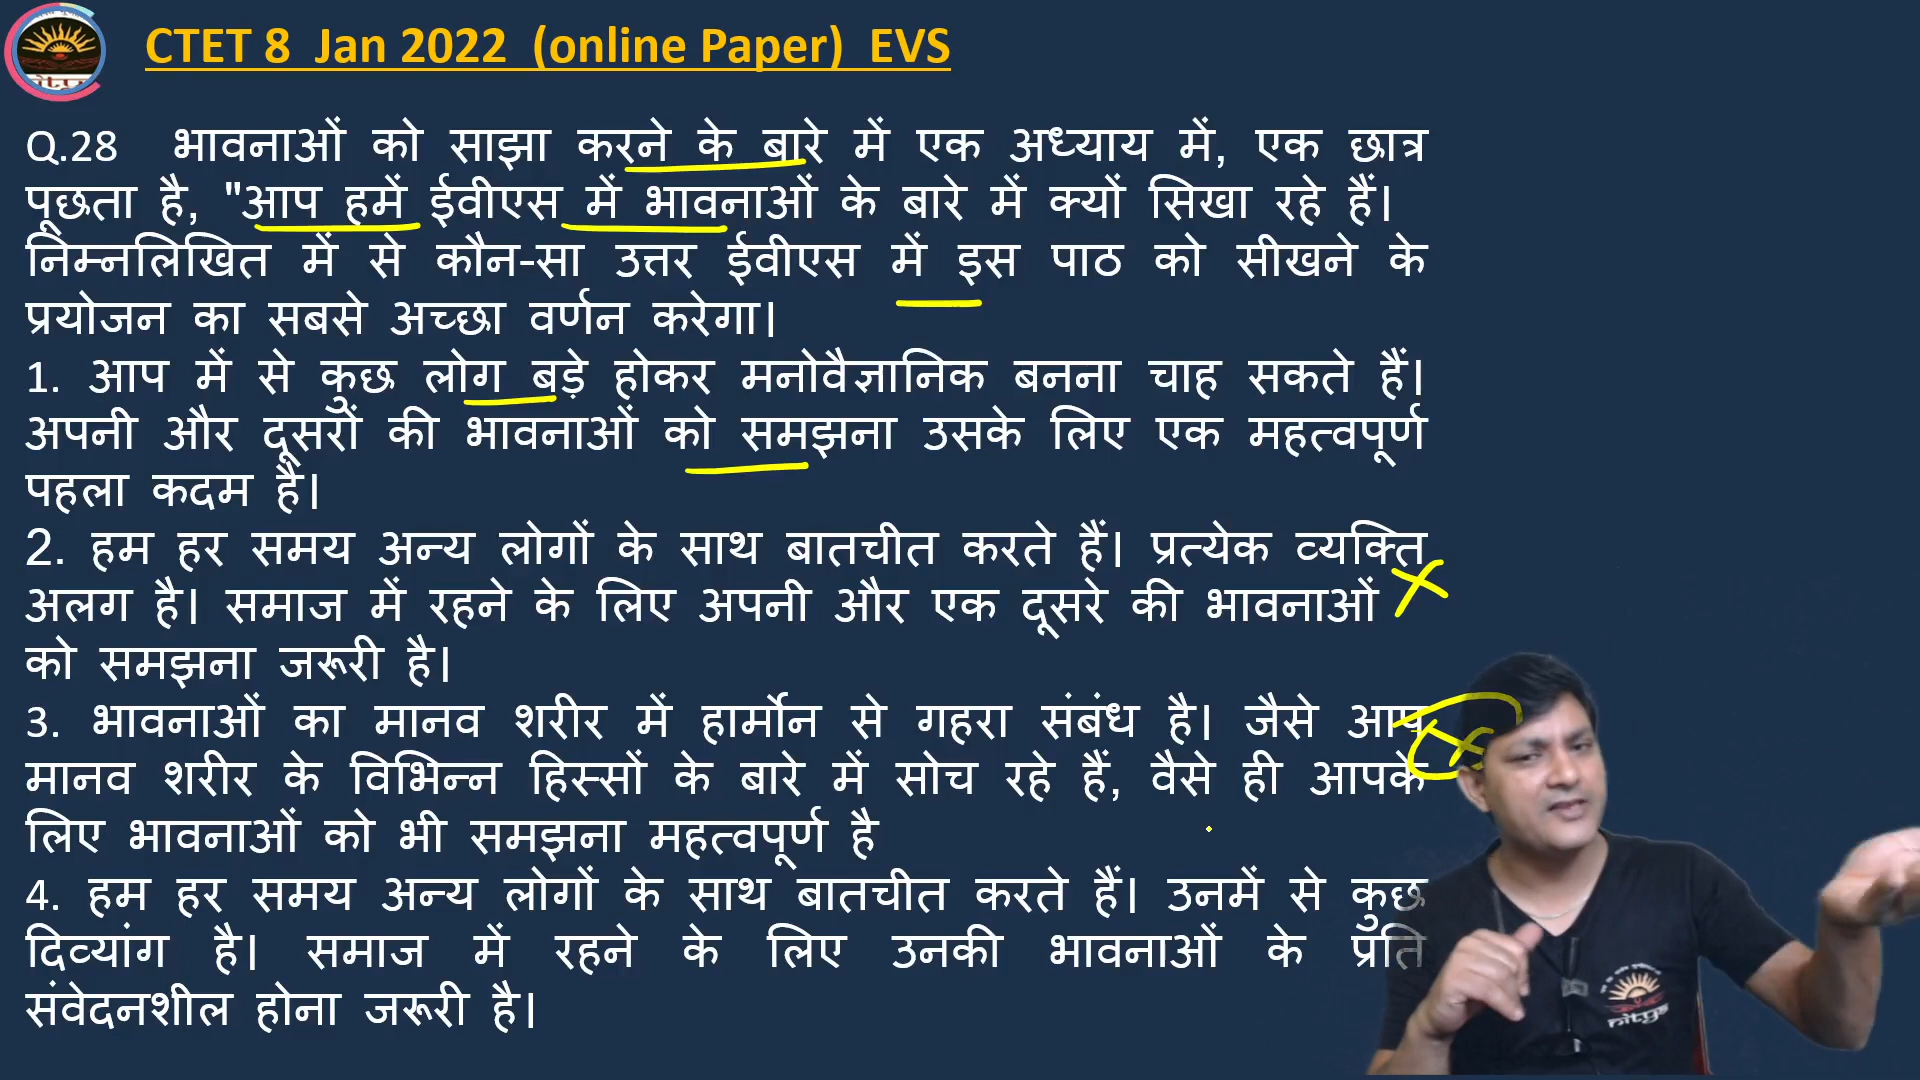 CTET 8 Jan 2022 (online Paper) EVS
Q.28 भावनाओं को साझा करने के बारे में एक अध्याय में, एक छात्र
पूछता है, "आप हमें ईवीएस में भावनाओं के बारे में क्यों सिखा रहे हैं।
निम्नलिखित में से कौन-सा उत्तर ईवीएस में इस पाठ को सीखने के
प्रयोजन का सबसे अच्छा वर्णन करेगा।
1. आप में से कुछ लोग बड़े होकर मनोवैज्ञानिक बनना चाह सकते हैं।
अपनी और दूसरों की भावनाओं को समझना उसके लिए एक महत्वपूर्ण
पहला कदम है।
2. हम हर समय अन्य लोगों के साथ बातचीत करते हैं। प्रत्येक व्यक्ति
अलग है। समाज में रहने के लिए अपनी और एक दूसरे की भावनाओं
को समझना जरूरी है।
3. भावनाओं का मानव शरीर में हार्मोन से गहरा संबंध है। जैसे आप
मानव शरीर के विभिन्न हिस्सों के बारे में सोच रहे हैं, वैसे ही आपके
लिए भावनाओं को भी समझना महत्वपूर्ण है
4. हम हर समय अन्य लोगों के साथ बातचीत करते हैं। उनमें से कुछ
दिव्यांग है। समाज में रहने के लिए उनकी भावनाओं के प्रति
संवेदनशील होना जरूरी है।
nitya